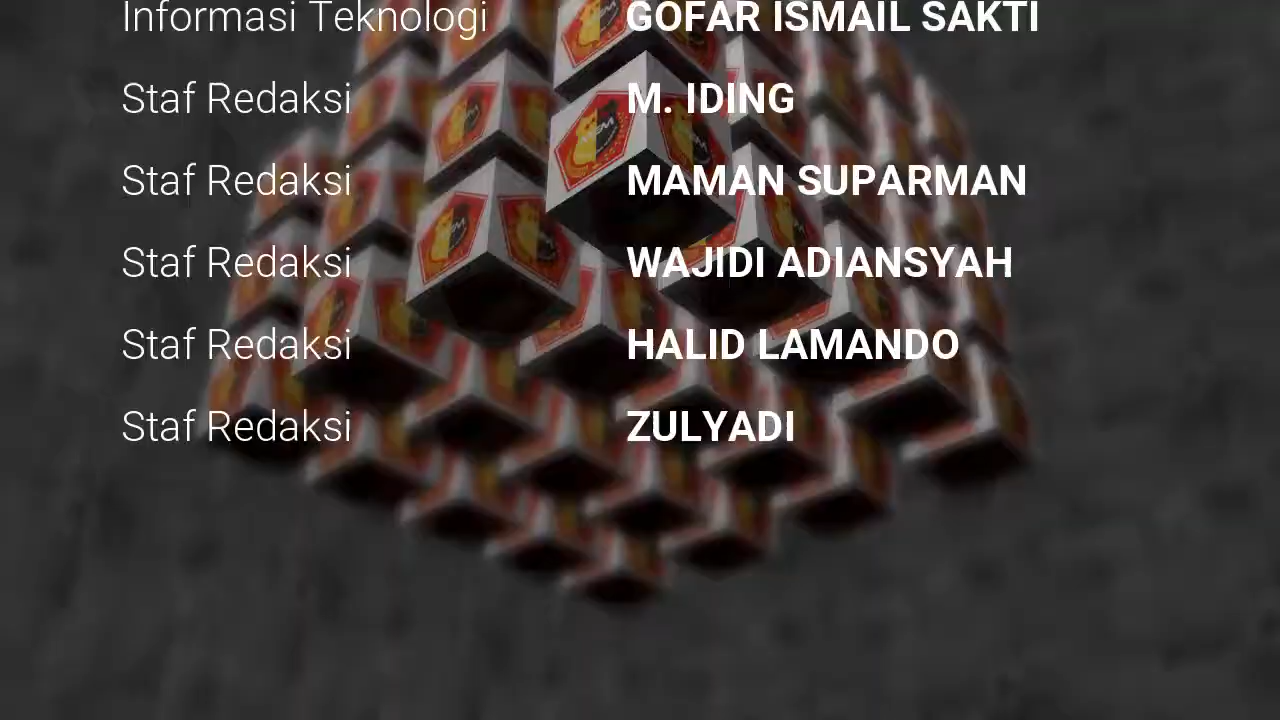 Informasi Teknologi GOFAR ISMAIL SAKTI
Staf Redaksi M. IDING
Staf Redaksi MAMAN SUPARMAN
Staf Redaksi WAJIDI ADIANSYAH
Staf Redaksi HALID LAMANDO
Staf Redaksi ZULYADI